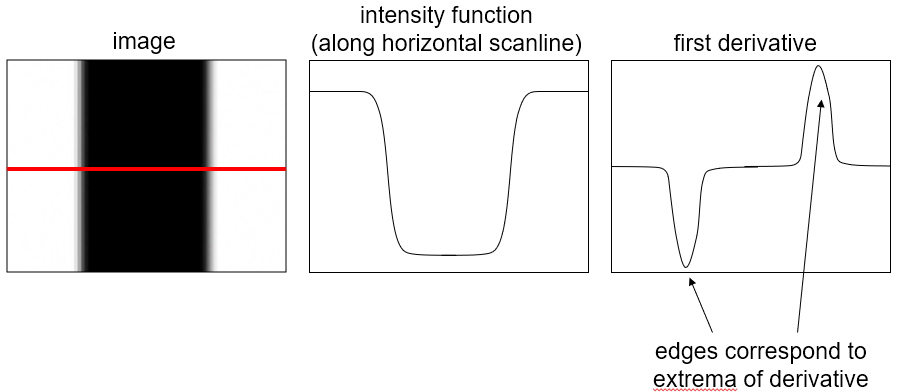 image
intensity function
(along horizontal scanline)
first derivative
edges correspond to
extrema of derivative